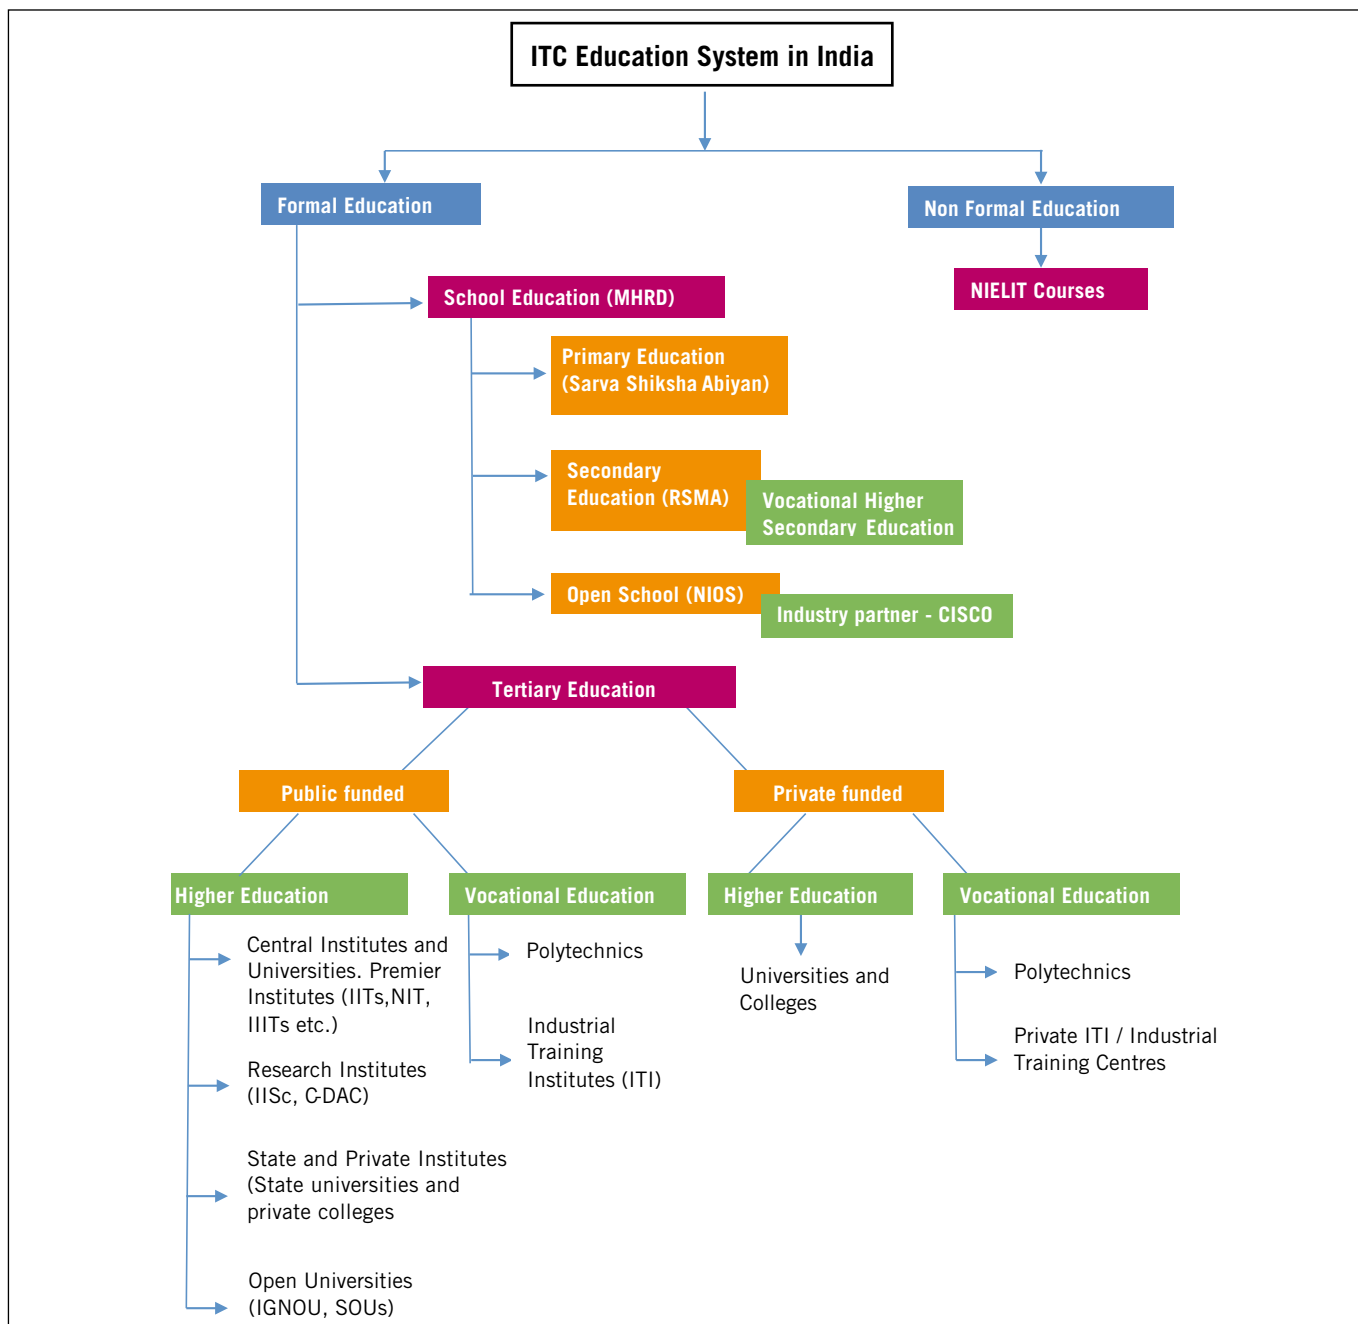 ITC Education System in India
Formal Education
Non Formal Education
NIELIT Courses
School Education (MHRD)
Primary Education
(Sarva Shiksha Abiyan)
Secondary
Education (RSMA)
Vocational Higher
Secondary Education
Open School (NIOS)
Industry partner - CISCO
Tertiary Education
Public funded
Private funded
Higher Education
Vocational Education
Higher Education
Vocational Education
Central Institutes and
Universities. Premier
Institutes (IITs,NIT,
IIITs etc.)
Research Institutes
(IISc, C-DAC)
State and Private Institutes
(State universities and
private colleges
Open Universities
(IGNOU, SOUs)
Polytechnics
Industrial
Training
Institutes (ITI)
Universities and
Colleges
Polytechnics
Private ITI / Industrial
Training Centres